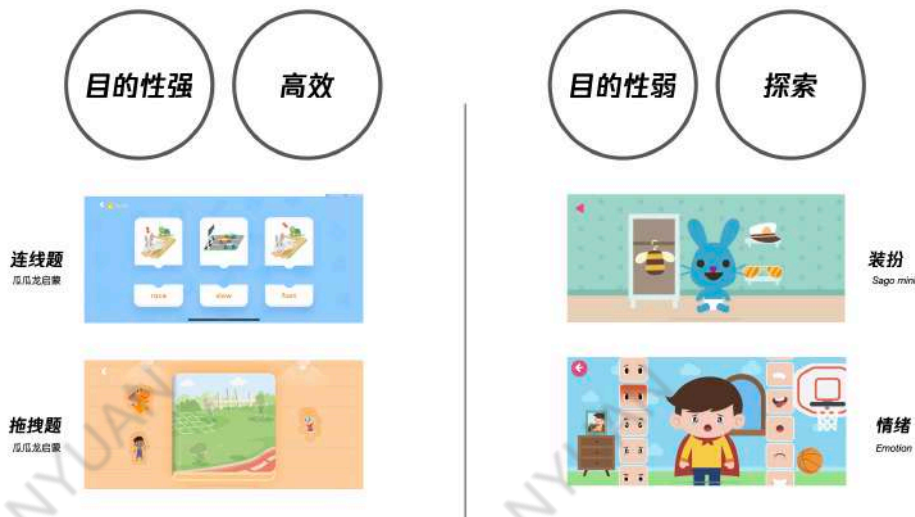 目的性强
高效
目的性弱
探索
连线题
瓜瓜龙启蒙
race
slow
fast
拖拽题
瓜瓜龙启蒙
装扮
Sago mini
情绪
Emotion
NYUAN